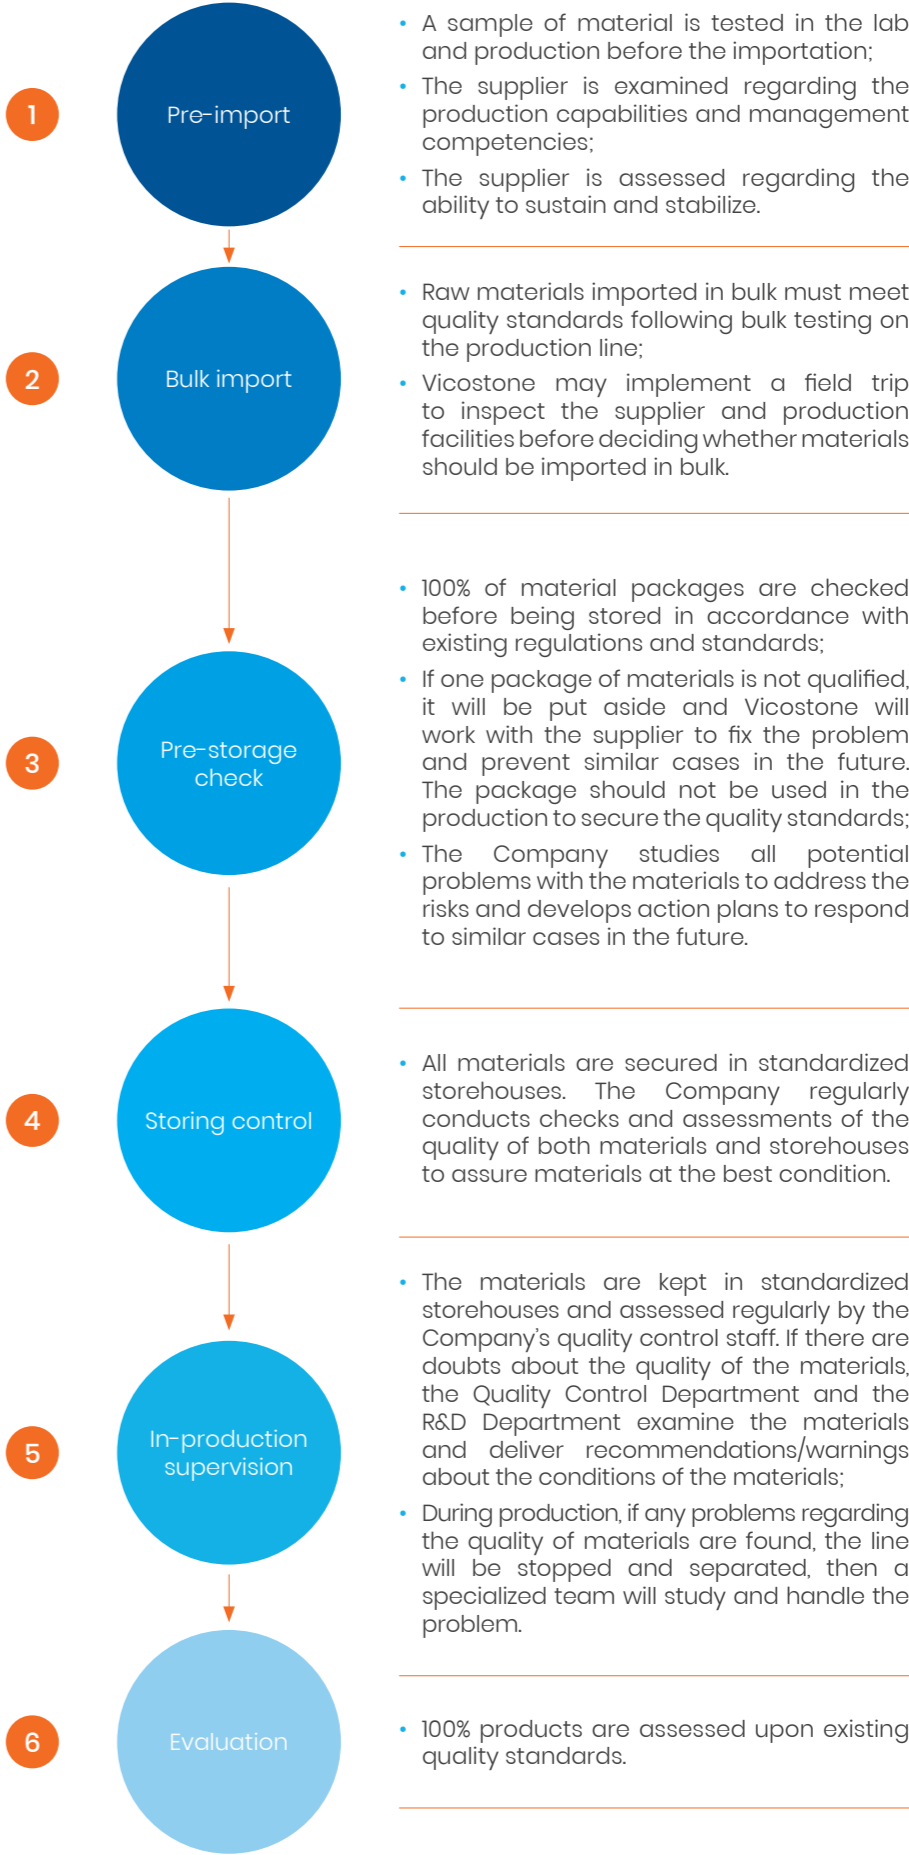 1
Pre-import
• A sample of material is tested in the lab
and production before the importation;
• The supplier is examined regarding the
production capabilities and management
competencies;
• The supplier is assessed regarding the
ability to sustain and stabilize.
2
Bulk import
• Raw materials imported in bulk must meet
quality standards following bulk testing on
the production line;
• Vicostone may implement a field trip
to inspect the supplier and production
facilities before deciding whether materials
should be imported in bulk.
3
Pre-storage
check
• 100% of material packages are checked
before being stored in accordance with
existing regulations and standards;
• If one package of materials is not qualified,
it will be put aside and Vicostone will
work with the supplier to fix the problem
and prevent similar cases in the future.
The package should not be used in the
production to secure the quality standards;
• The Company studies all potential
problems with the materials to address the
risks and develops action plans to respond
to similar cases in the future.
4
Storing control
• All materials are secured in standardized
storehouses. The Company regularly
conducts checks and assessments of the
quality of both materials and storehouses
to assure materials at the best condition.
5
In-production
supervision
• The materials are kept in standardized
storehouses and assessed regularly by the
Company's quality control staff. If there are
doubts about the quality of the materials,
the Quality Control Department and the
R&D Department examine the materials
and deliver recommendations/warnings
about the conditions of the materials;
• During production, if any problems regarding
the quality of materials are found, the line
will be stopped and separated, then a
specialized team will study and handle the
problem.
6
Evaluation
• 100% products are assessed upon existing
quality standards.